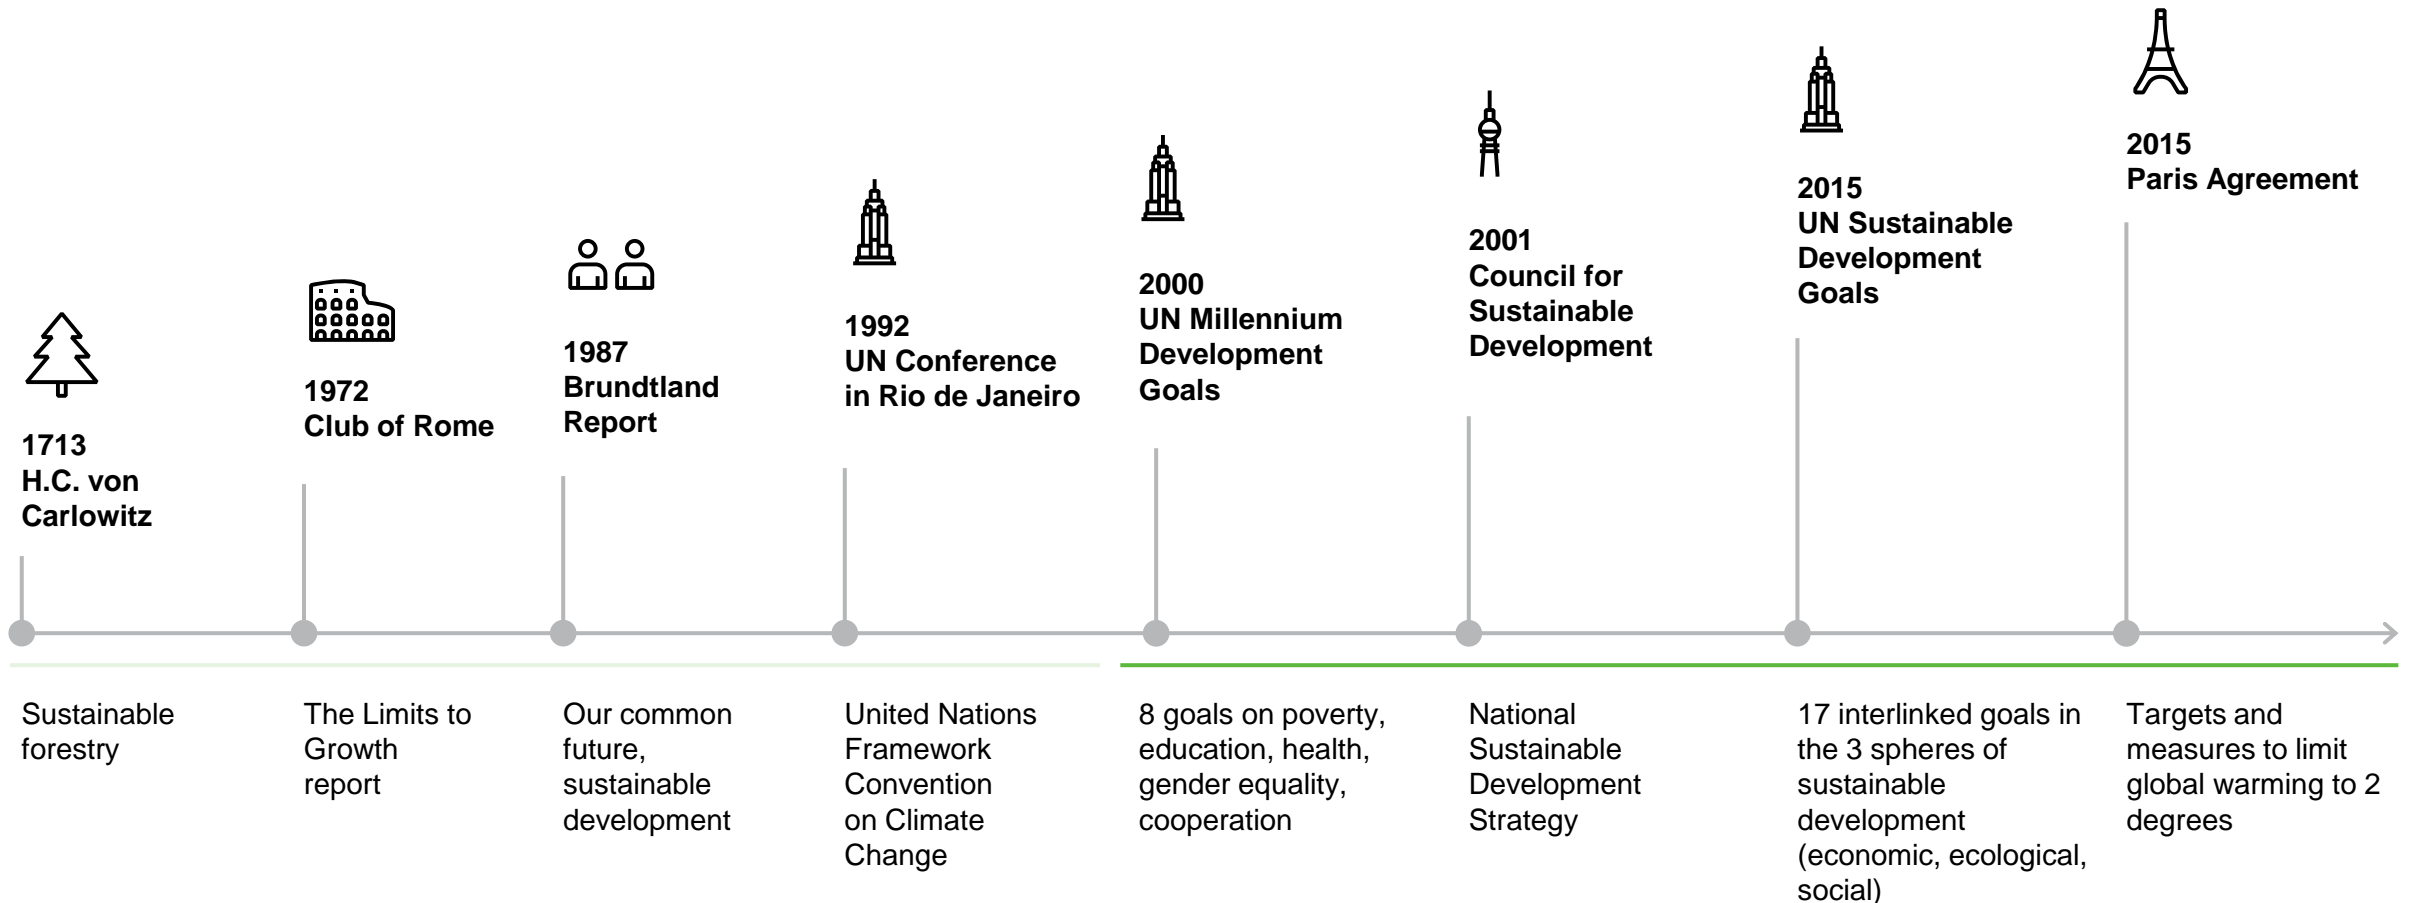 1713
H.C. von
Carlowitz
1972
Club of Rome
1987
Brundtland
Report
1992
UN Conference
in Rio de Janeiro
2000
UN Millennium
Development
Goals
2001
Council for
Sustainable
Development
2015
UN Sustainable
Development
Goals
2015
Paris Agreement
Sustainable
forestry
The Limits to
Growth
report
Our common
future,
sustainable
development
United Nations
Framework
Convention
on Climate
Change
8 goals on poverty,
education, health,
gender equality,
cooperation
National
Sustainable
Development
Strategy
17 interlinked goals in
the 3 spheres of
sustainable
development
(economic, ecological,
social)
Targets and
measures to limit
global warming to 2
degrees